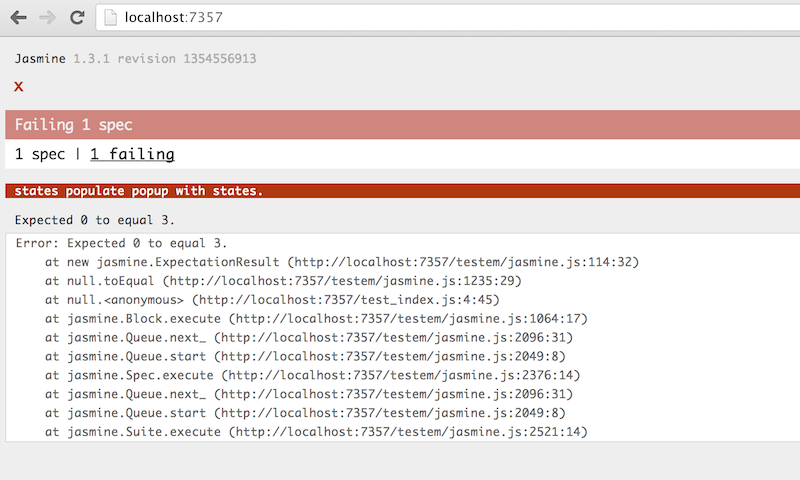 localhost:7357
Jasmine 1.3.1 revision 1354556913
x
Failing 1 spec
1 spec | 1 failing
states populate popup with states.
Expected 0 to equal 3.
Error: Expected 0 to equal 3.
at new jasmine.ExpectationResult (http://localhost:7357/testem/jasmine.js:114:32)
at null.toEqual (http://localhost:7357/testem/jasmine.js:1235:29)
at null.<anonymous> (http://localhost:7357/test_index.js:4:45)
at jasmine.Block.execute (http://localhost:7357/testem/jasmine.js:1064:17)
at jasmine.Queue.next_ (http://localhost:7357/testem/jasmine.js:2096:31)
at jasmine.Queue.start (http://localhost:7357/testem/jasmine.js:2049:8)
at jasmine.Spec.execute (http://localhost:7357/testem/jasmine.js:2376:14)
at jasmine.Queue.next_ (http://localhost:7357/testem/jasmine.js:2096:31)
at jasmine.Queue.start (http://localhost:7357/testem/jasmine.js:2049:8)
at jasmine.Suite.execute (http://localhost:7357/testem/jasmine.js:2521:14)